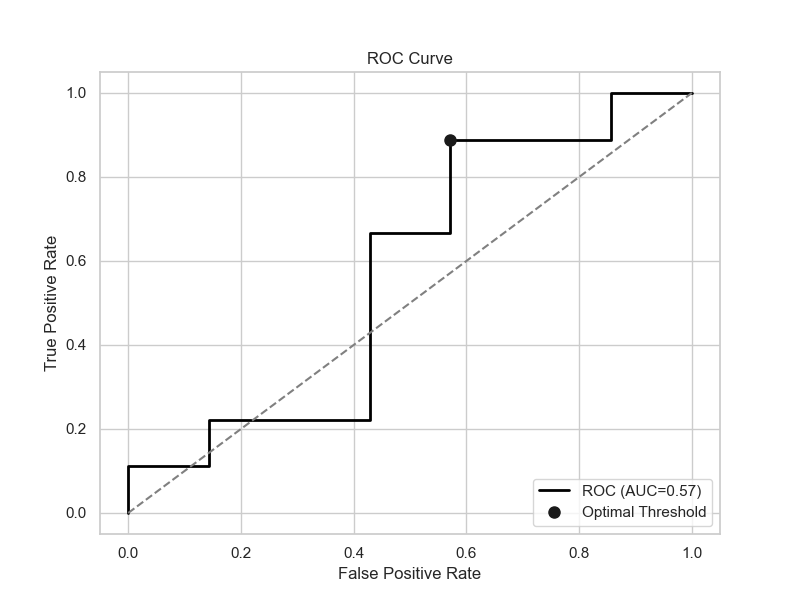 ROC Curve
True Positive Rate
1.0
0.8
0.6
0.4
0.2
0.0
0.0 0.2 0.4 0.6 0.8 1.0
False Positive Rate
ROC (AUC=0.57)
Optimal Threshold